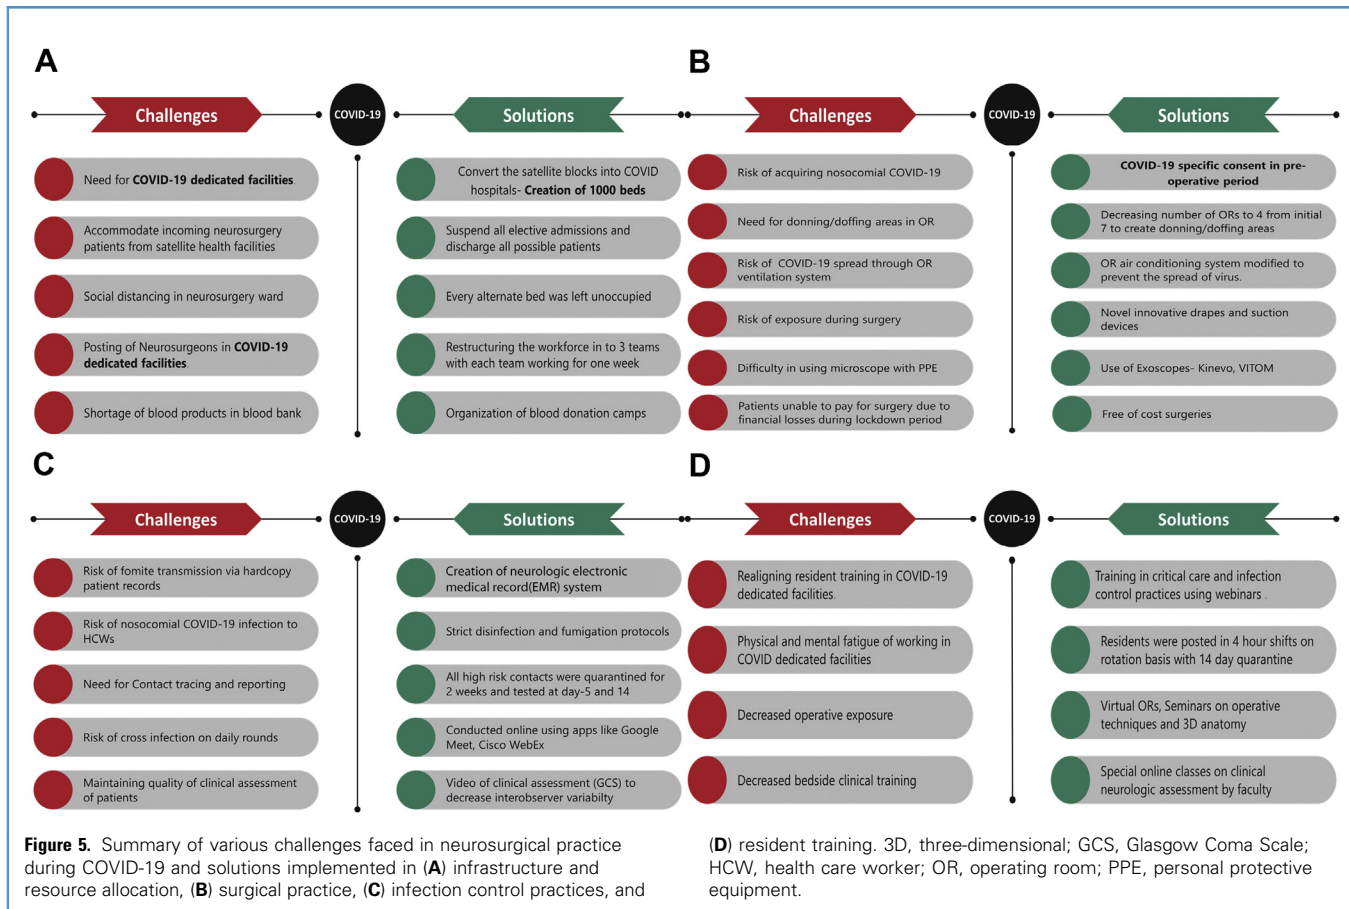 A
Challenges
COVID-19
Solutions
Need for COVID-19 dedicated facilities.
Convert the satellite blocks into COVID
hospitals- Creation of 1000 beds
Accommodate incoming neurosurgery
patients from satellite health facilities
Suspend all elective admissions and
discharge all possible patients
Social distancing in neurosurgery ward
Every alternate bed was left unoccupied
Posting of Neurosurgeons in COVID-19
dedicated facilities.
Restructuring the workforce in to 3 teams
with each team working for one week
Shortage of blood products in blood bank
Organization of blood donation camps
B
Challenges
COVID-19
Solutions
Risk of acquiring nosocomial COVID-19
COVID-19 specific consent in pre-
operative period
Need for donning/doffing areas in OR
Decreasing number of ORs to 4 from initial
7 to create donning/doffing areas
Risk of COVID-19 spread through OR
ventilation system
OR air conditioning system modified to
prevent the spread of virus.
Risk of exposure during surgery
Novel innovative drapes and suction
devices
Difficulty in using microscope with PPE
Use of Exoscopes- Kinevo, VITOM
Patients unable to pay for surgery due to
financial losses during lockdown period
Free of cost surgeries
C
Challenges
COVID-19
Solutions
Risk of fomite transmission via hardcopy
patient records
Creation of neurologic electronic
medical record(EMR) system
Risk of nosocomial COVID-19 infection to
HCWs
Strict disinfection and fumigation protocols
Need for Contact tracing and reporting
All high risk contacts were quarantined for
2 weeks and tested at day-5 and 14
Risk of cross infection on daily rounds
Conducted online using apps like Google
Meet, Cisco WebEx
Maintaining quality of clinical assessment
of patients
Video of clinical assessment (GCS) to
decrease interobserver variabilty
D
Challenges
COVID-19
Solutions
Realigning resident training in COVID-19
dedicated facilities.
Training in critical care and infection
control practices using webinars .
Physical and mental fatigue of working in
COVID dedicated facilities
Residents were posted in 4 hour shifts on
rotation basis with 14 day quarantine
Decreased operative exposure
Virtual ORs, Seminars on operative
techniques and 3D anatomy
Decreased bedside clinical training
Special online classes on clinical
neurologic assessment by faculty
Figure 5. Summary of various challenges faced in neurosurgical practice
during COVID-19 and solutions implemented in (A) infrastructure and
resource allocation, (B) surgical practice, (C) infection control practices, and
(D) resident training. 3D, three-dimensional; GCS, Glasgow Coma Scale;
HCW, health care worker; OR, operating room; PPE, personal protective
equipment.